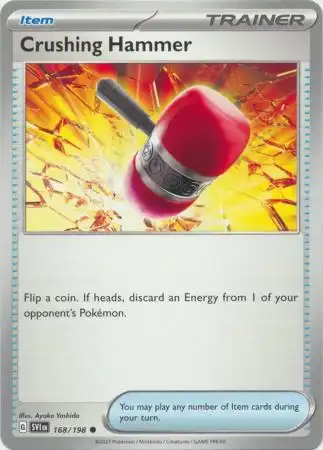 Item
TRAINER
Crushing Hammer
Flip a coin. If heads, discard an Energy from 1 of your
opponent's Pokémon.
Illus. Ayako Yoshida
G SVI EN 168/198
You may play any number of Item cards during
your turn.
©2023 Pokémon / Nintendo / Creatures / GAME FREAK